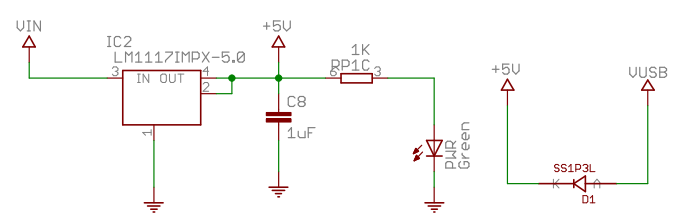 VIN
IC2
LM1117IMPX-5.0
3
IN OUT
4
2
1
+5V
C8
1uF
1K
RP1C
6
3
PWR
Green
+5V
VUSB
SS1P3L
K
A
D1